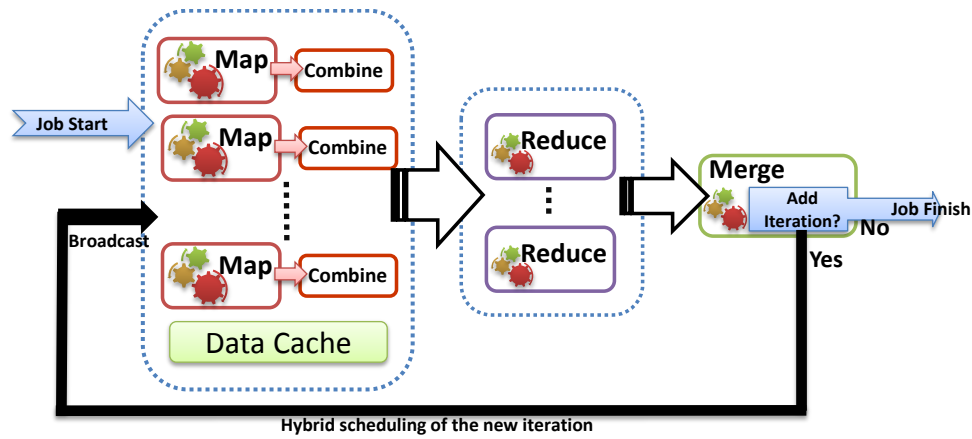 Map
Combine
Job Start
Map
Combine
Reduce
Merge
Add
Iteration?
Job Finish
No
Yes
Broadcast
Map
Combine
Reduce
Data Cache
Hybrid scheduling of the new iteration